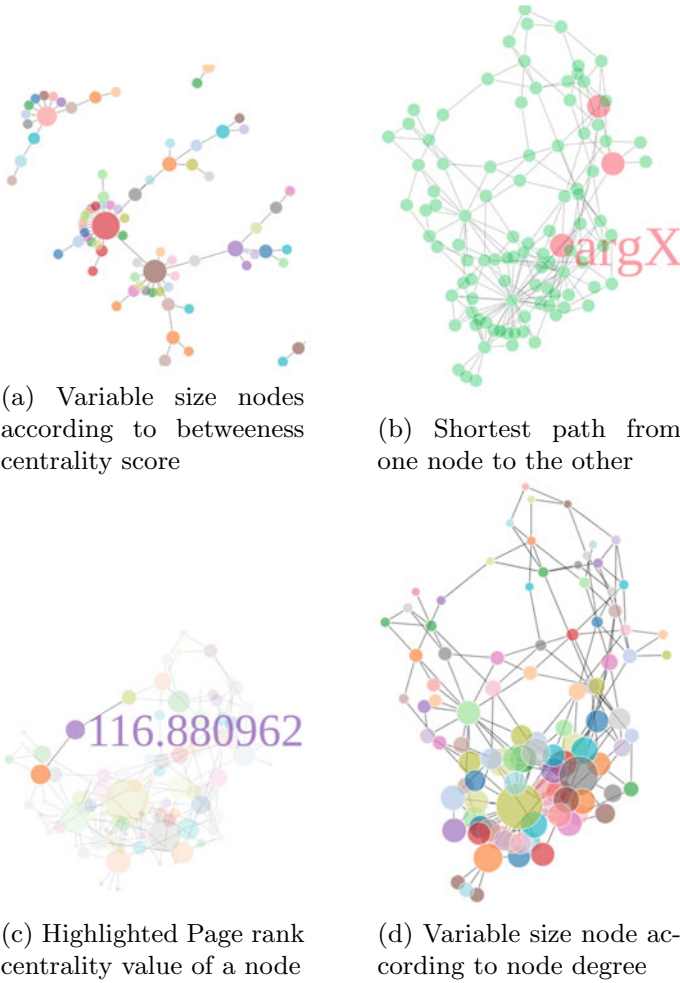 argX
(a) Variable size nodes
according to betweeness
centrality score
(b) Shortest path from
one node to the other
116.880962
(c) Highlighted Page rank
centrality value of a node
(d) Variable size node ac-
cording to node degree